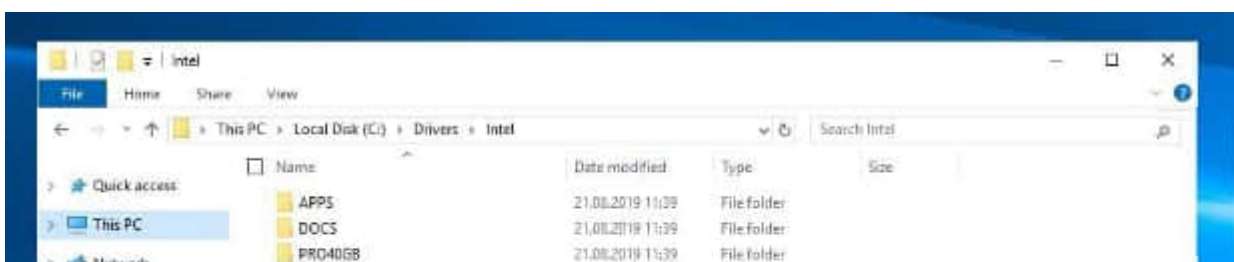 Intel
File Home Share View
This PC Local Disk (C:) Drivers Intel Search Intel
Name Date modified Type Size
Quick access
APPS 21.08.2019 11:39 File folder
This PC DOCS 21.08.2019 11:39 File folder
PRO40GB 21.08.2019 11:39 File folder